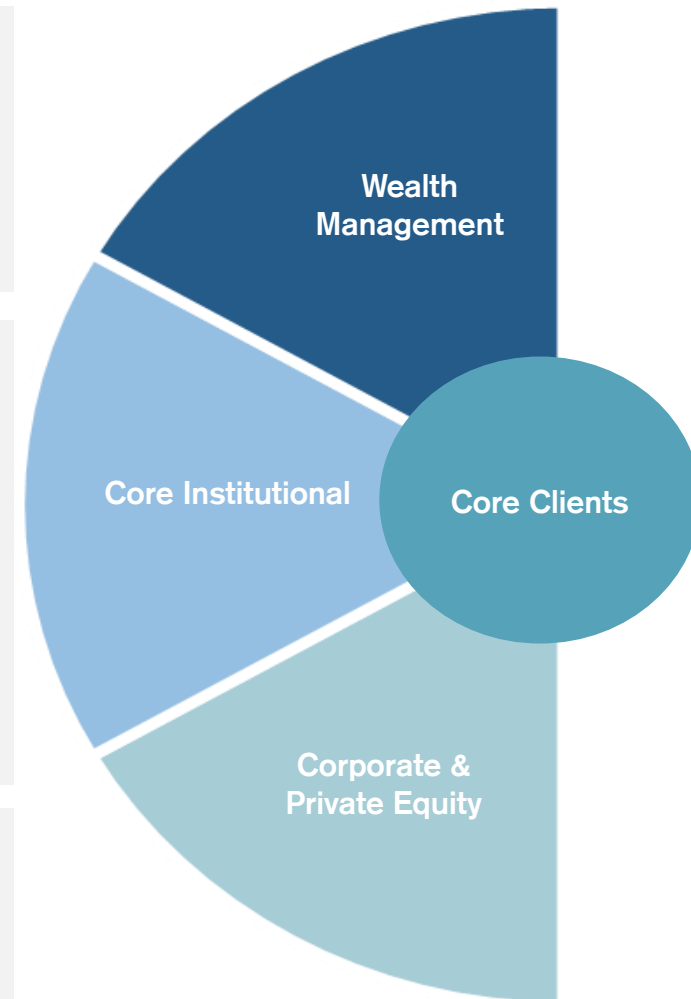 Wealth
Management
Core Institutional
Core Clients
Corporate &
Private Equity